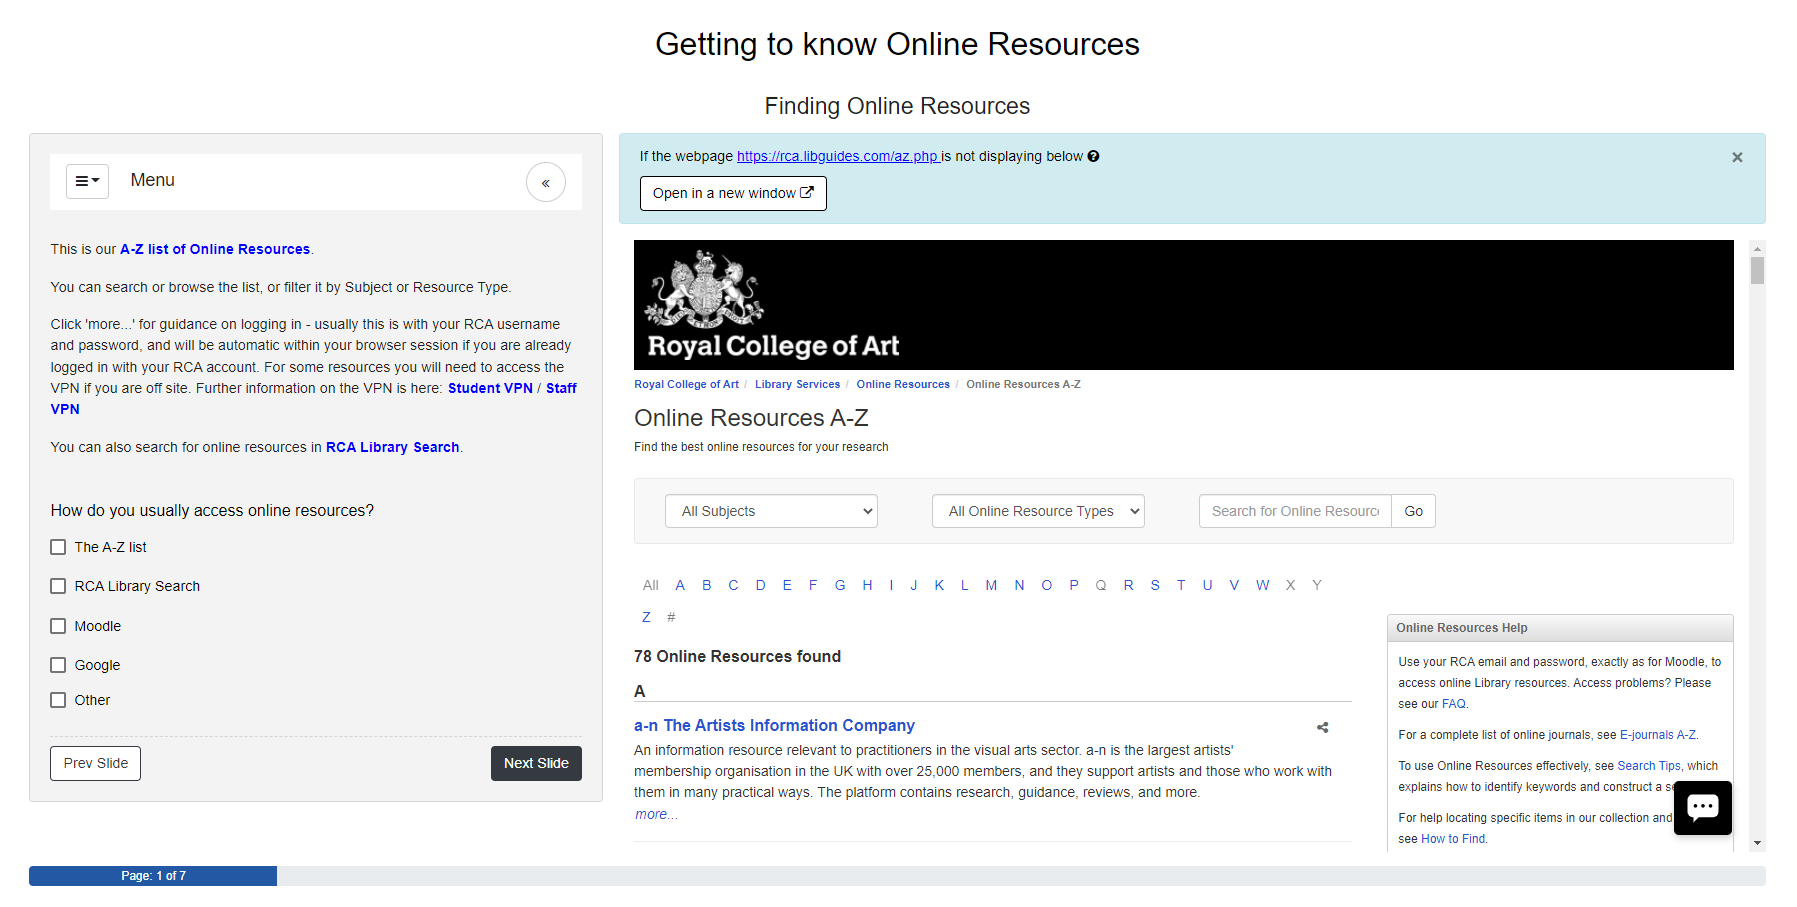 Getting to know Online Resources
Finding Online Resources
Menu
«
This is our A-Z list of Online Resources.
You can search or browse the list, or filter it by Subject or Resource Type.
Click 'more...' for guidance on logging in - usually this is with your RCA username
and password, and will be automatic within your browser session if you are already
logged in with your RCA account. For some resources you will need to access the
VPN if you are off site. Further information on the VPN is here: Student VPN / Staff
VPN
You can also search for online resources in RCA Library Search.
How do you usually access online resources?
The A-Z list
RCA Library Search
Moodle
Google
Other
Prev Slide
Next Slide
If the webpage https://rca.libguides.com/az.php is not displaying below
×
Open in a new window
Royal College of Art
Royal College of Art / Library Services / Online Resources / Online Resources A-Z
Online Resources A-Z
Find the best online resources for your research
All Subjects
All Online Resource Types
Search for Online Resourc
Go
All A B C D E F G H I J K L M N O P Q R S T U V W X Y
Z #
78 Online Resources found
A
a-n The Artists Information Company
An information resource relevant to practitioners in the visual arts sector. a-n is the largest artists'
membership organisation in the UK with over 25,000 members, and they support artists and those who work with
them in many practical ways. The platform contains research, guidance, reviews, and more.
more...
Online Resources Help
Use your RCA email and password, exactly as for Moodle, to
access online Library resources. Access problems? Please
see our FAQ.
For a complete list of online journals, see E-journals A-Z.
To use Online Resources effectively, see Search Tips, which
explains how to identify keywords and construct a
For help locating specific items in our collection and
see How to Find.
Page: 1 of 7